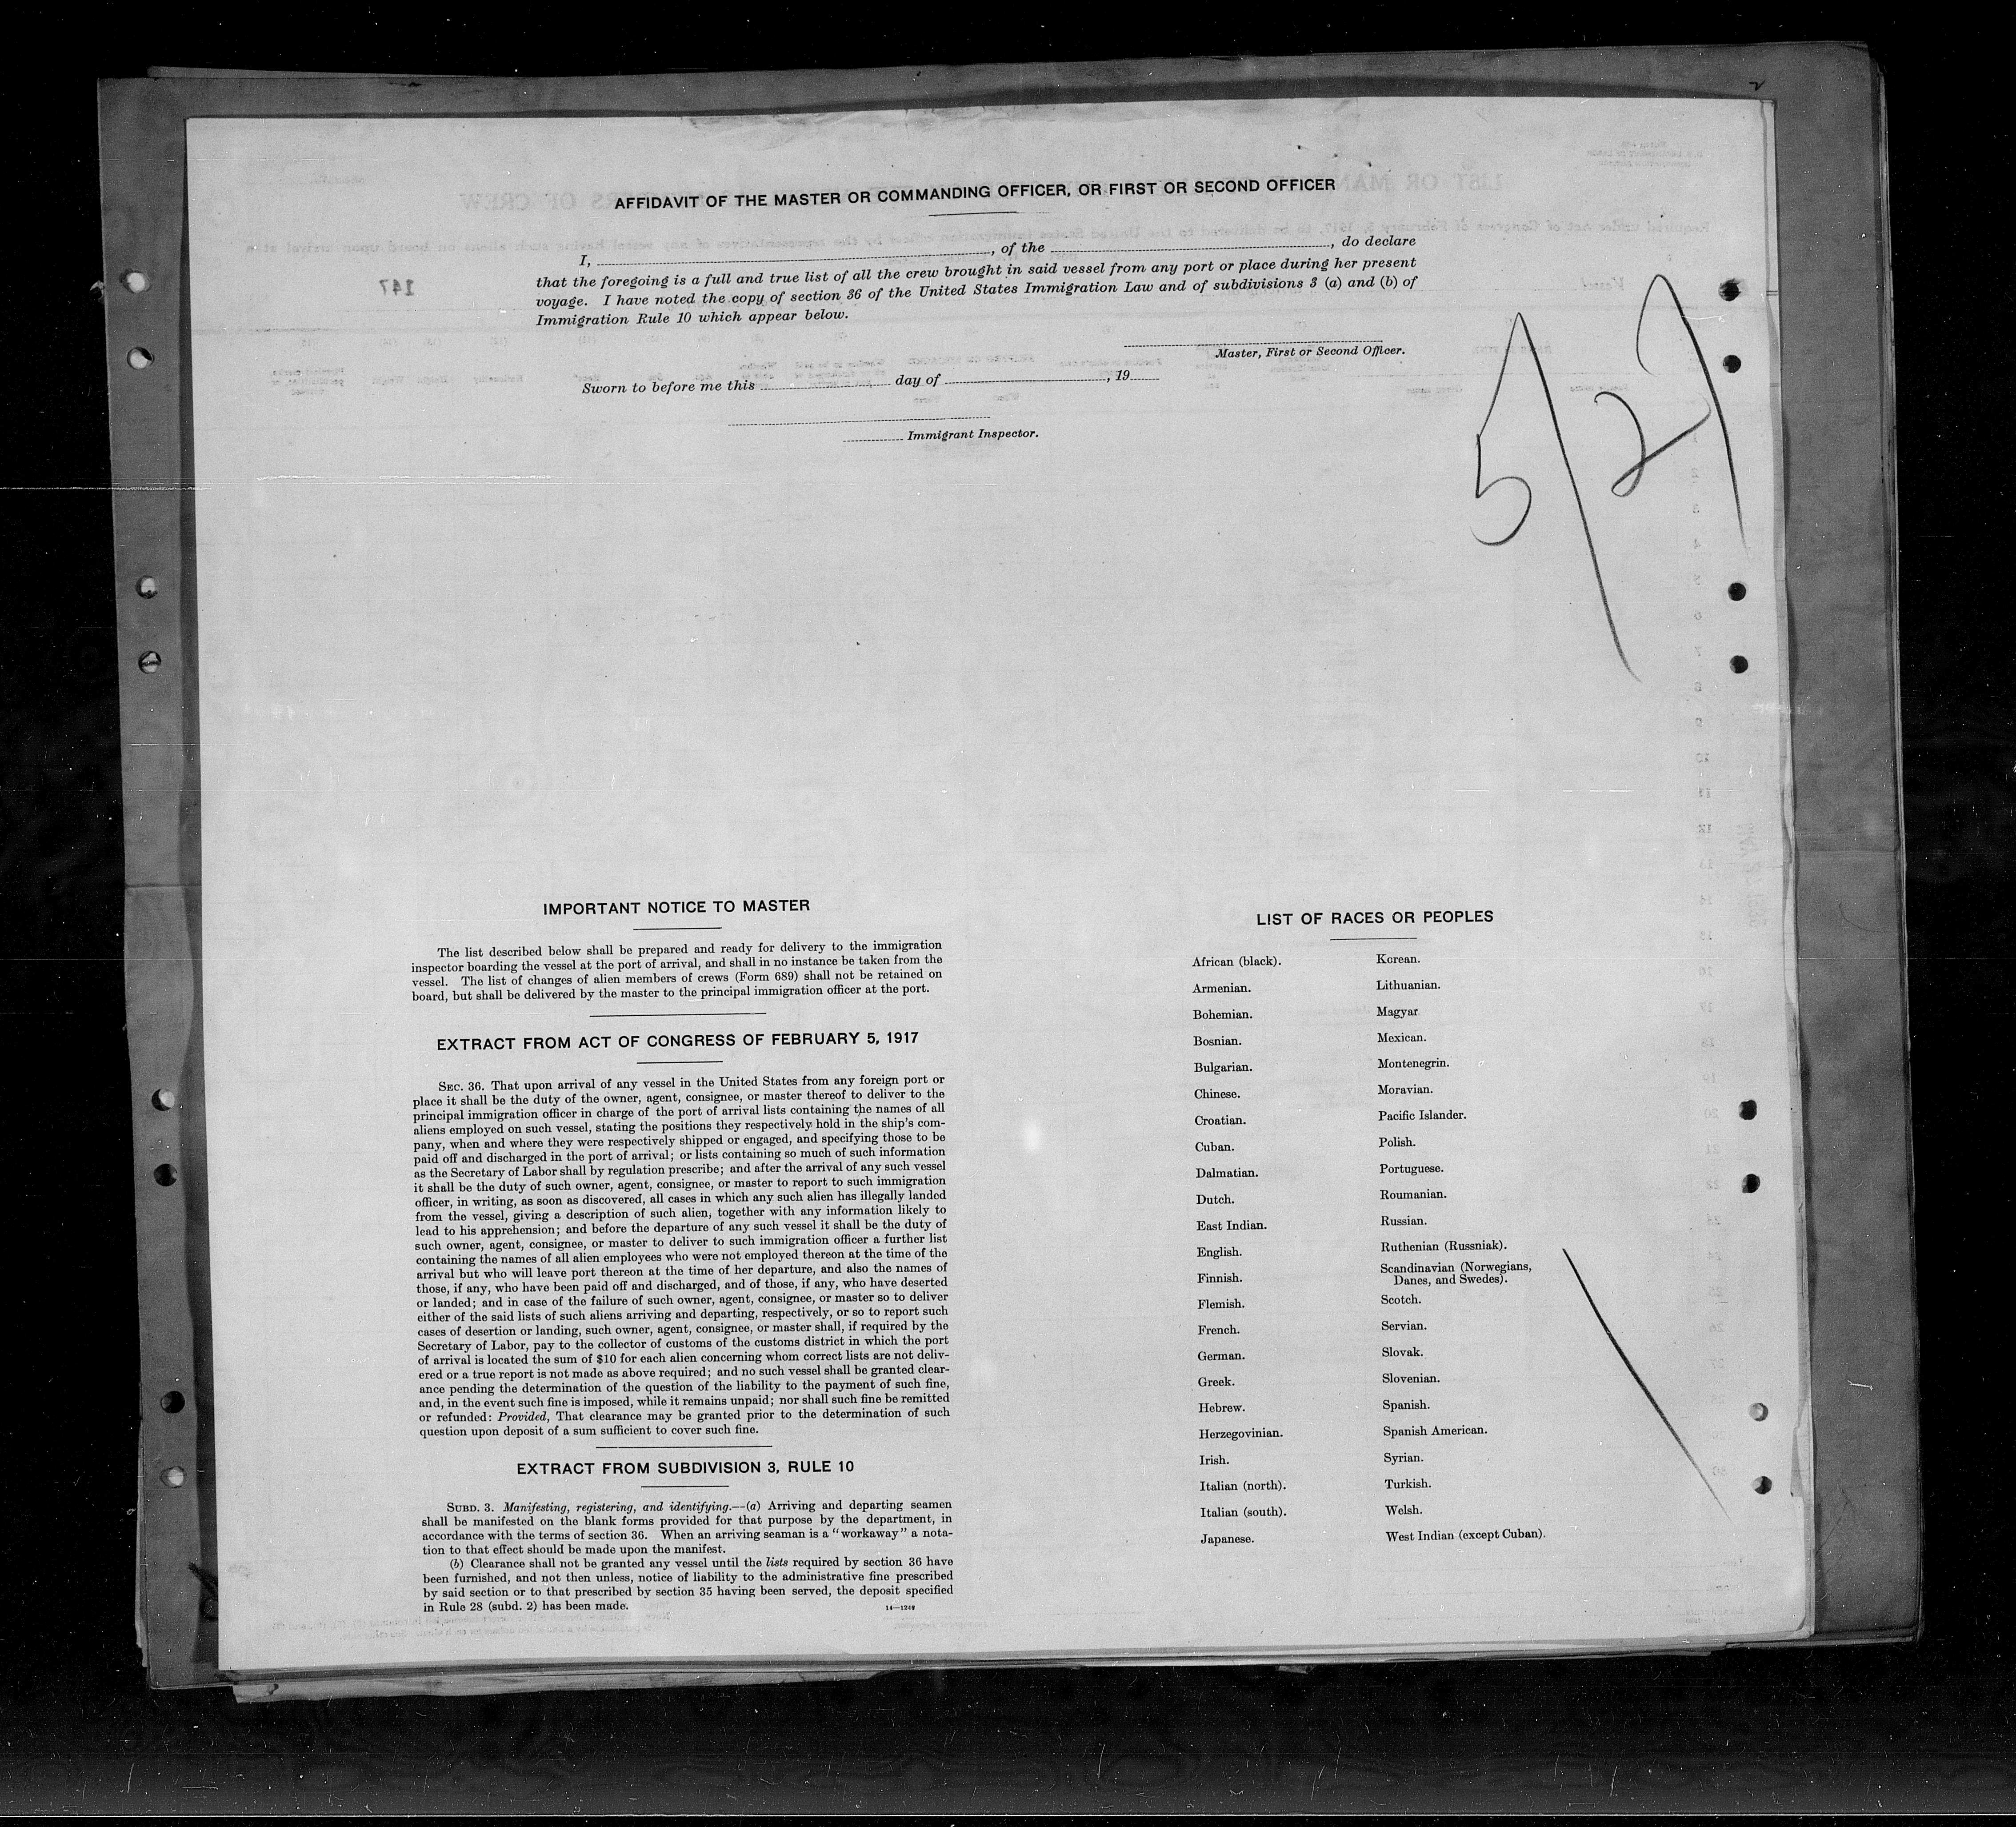 AFFIDAVIT OF THE MASTER OR COMMANDING OFFICER, OR FIRST OR SECOND OFFICER
I, , of the , do declare
that the foregoing is a full and true list of all the crew brought in said vessel from any port or place during her present
voyage. I have noted the copy of section 36 of the United States Immigration Law and of subdivisions 3 (a) and (b) of
Immigration Rule 10 which appear below.
Master, First or Second Officer.
Sworn to before me this day of , 19
Immigrant Inspector.
5/27
147
IMPORTANT NOTICE TO MASTER
The list described below shall be prepared and ready for delivery to the immigration
inspector boarding the vessel at the port of arrival, and shall in no instance be taken from the
vessel. The list of changes of alien members of crews (Form 689) shall not be retained on
board, but shall be delivered by the master to the principal immigration officer at the port.
EXTRACT FROM ACT OF CONGRESS OF FEBRUARY 5, 1917
SEC. 36. That upon arrival of any vessel in the United States from any foreign port or
place it shall be the duty of the owner, agent, consignee, or master thereof to deliver to the
principal immigration officer in charge of the port of arrival lists containing the names of all
aliens employed on such vessel, stating the positions they respectively hold in the ship's com-
pany, when and where they were respectively shipped or engaged, and specifying those to be
paid off and discharged in the port of arrival; or lists containing so much of such information
as the Secretary of Labor shall by regulation prescribe; and after the arrival of any such vessel
it shall be the duty of such owner, agent, consignee, or master to report to such immigration
officer, in writing, as soon as discovered, all cases in which any such alien has illegally landed
from the vessel, giving a description of such alien, together with any information likely to
lead to his apprehension; and before the departure of any such vessel it shall be the duty of
such owner, agent, consignee, or master to deliver to such immigration officer a further list
containing the names of all alien employees who were not employed thereon at the time of the
arrival but who will leave port thereon at the time of her departure, and also the names of
those, if any, who have been paid off and discharged, and of those, if any, who have deserted
or landed; and in case of the failure of such owner, agent, consignee, or master so to deliver
either of the said lists of such aliens arriving and departing, respectively, or so to report such
cases of desertion or landing, such owner, agent, consignee, or master shall, if required by the
Secretary of Labor, pay to the collector of customs of the customs district in which the port
of arrival is located the sum of $10 for each alien concerning whom correct lists are not deliv-
ered or a true report is not made as above required; and no such vessel shall be granted clear-
ance pending the determination of the question of the liability to the payment of such fine,
and, in the event such fine is imposed, while it remains unpaid; nor shall such fine be remitted
or refunded: Provided, That clearance may be granted prior to the determination of such
question upon deposit of a sum sufficient to cover such fine.
EXTRACT FROM SUBDIVISION 3, RULE 10
SUBD. 3. Manifesting, registering, and identifying.—(a) Arriving and departing seamen
shall be manifested on the blank forms provided for that purpose by the department, in
accordance with the terms of section 36. When an arriving seaman is a "workaway" a nota-
tion to that effect should be made upon the manifest.
(b) Clearance shall not be granted any vessel until the lists required by section 36 have
been furnished, and not then unless, notice of liability to the administrative fine prescribed
by said section or to that prescribed by section 35 having been served, the deposit specified
in Rule 28 (subd. 2) has been made.
14—1240
LIST OF RACES OR PEOPLES
African (black).
Armenian.
Bohemian.
Bosnian.
Bulgarian.
Chinese.
Croatian.
Cuban.
Dalmatian.
Dutch.
East Indian.
English.
Finnish.
Flemish.
French.
German.
Greek.
Hebrew.
Herzegovinian.
Irish.
Italian (north).
Italian (south).
Japanese.
Korean.
Lithuanian.
Magyar
Mexican.
Montenegrin.
Moravian.
Pacific Islander.
Polish.
Portuguese.
Roumanian.
Russian.
Ruthenian (Russniak).
Scandinavian (Norwegians,
Danes, and Swedes).
Scotch.
Servian.
Slovak.
Slovenian.
Spanish.
Spanish American.
Syrian.
Turkish.
Welsh.
West Indian (except Cuban).